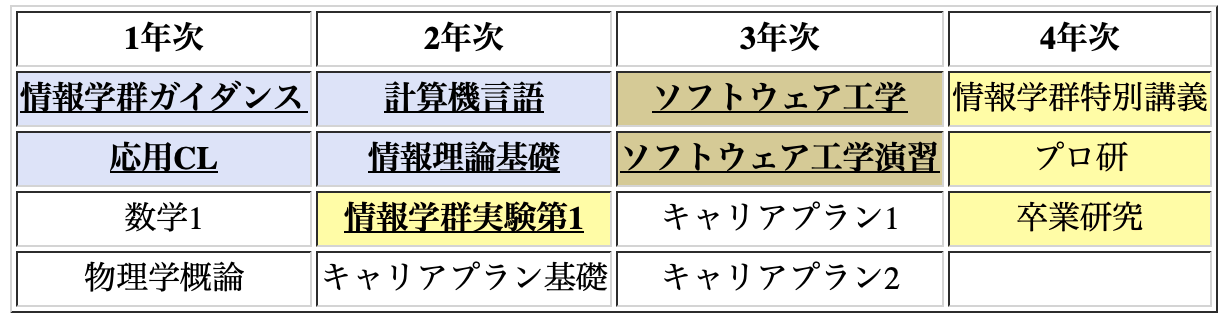 1年次 2年次 3年次 4年次
情報学群ガイダンス 計算機言語 ソフトウェア工学 情報学群特別講義
応用CL 情報理論基礎 ソフトウェア工学演習 プロ研
数学1 情報学群実験第1 キャリアプラン1 卒業研究
物理学概論 キャリアプラン基礎 キャリアプラン2